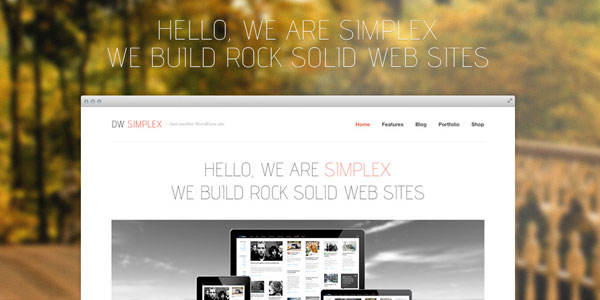 HELLO, WE ARE SIMPLEX
WE BUILD ROCK SOLID WEB SITES
DW SIMPLEX
Just another WordPress site
Home Features Blog Portfolio Shop
HELLO, WE ARE SIMPLEX
WE BUILD ROCK SOLID WEB SITES